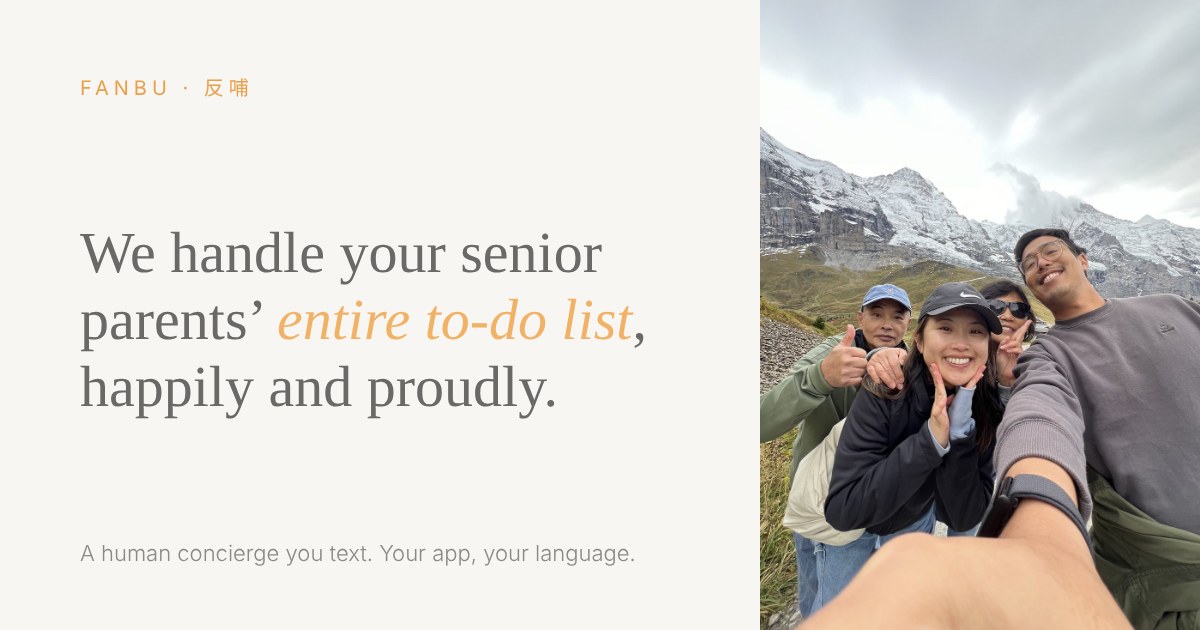 FANBU · 反哺
We handle your senior
parents’ entire to-do list,
happily and proudly.
A human concierge you text. Your app, your language.